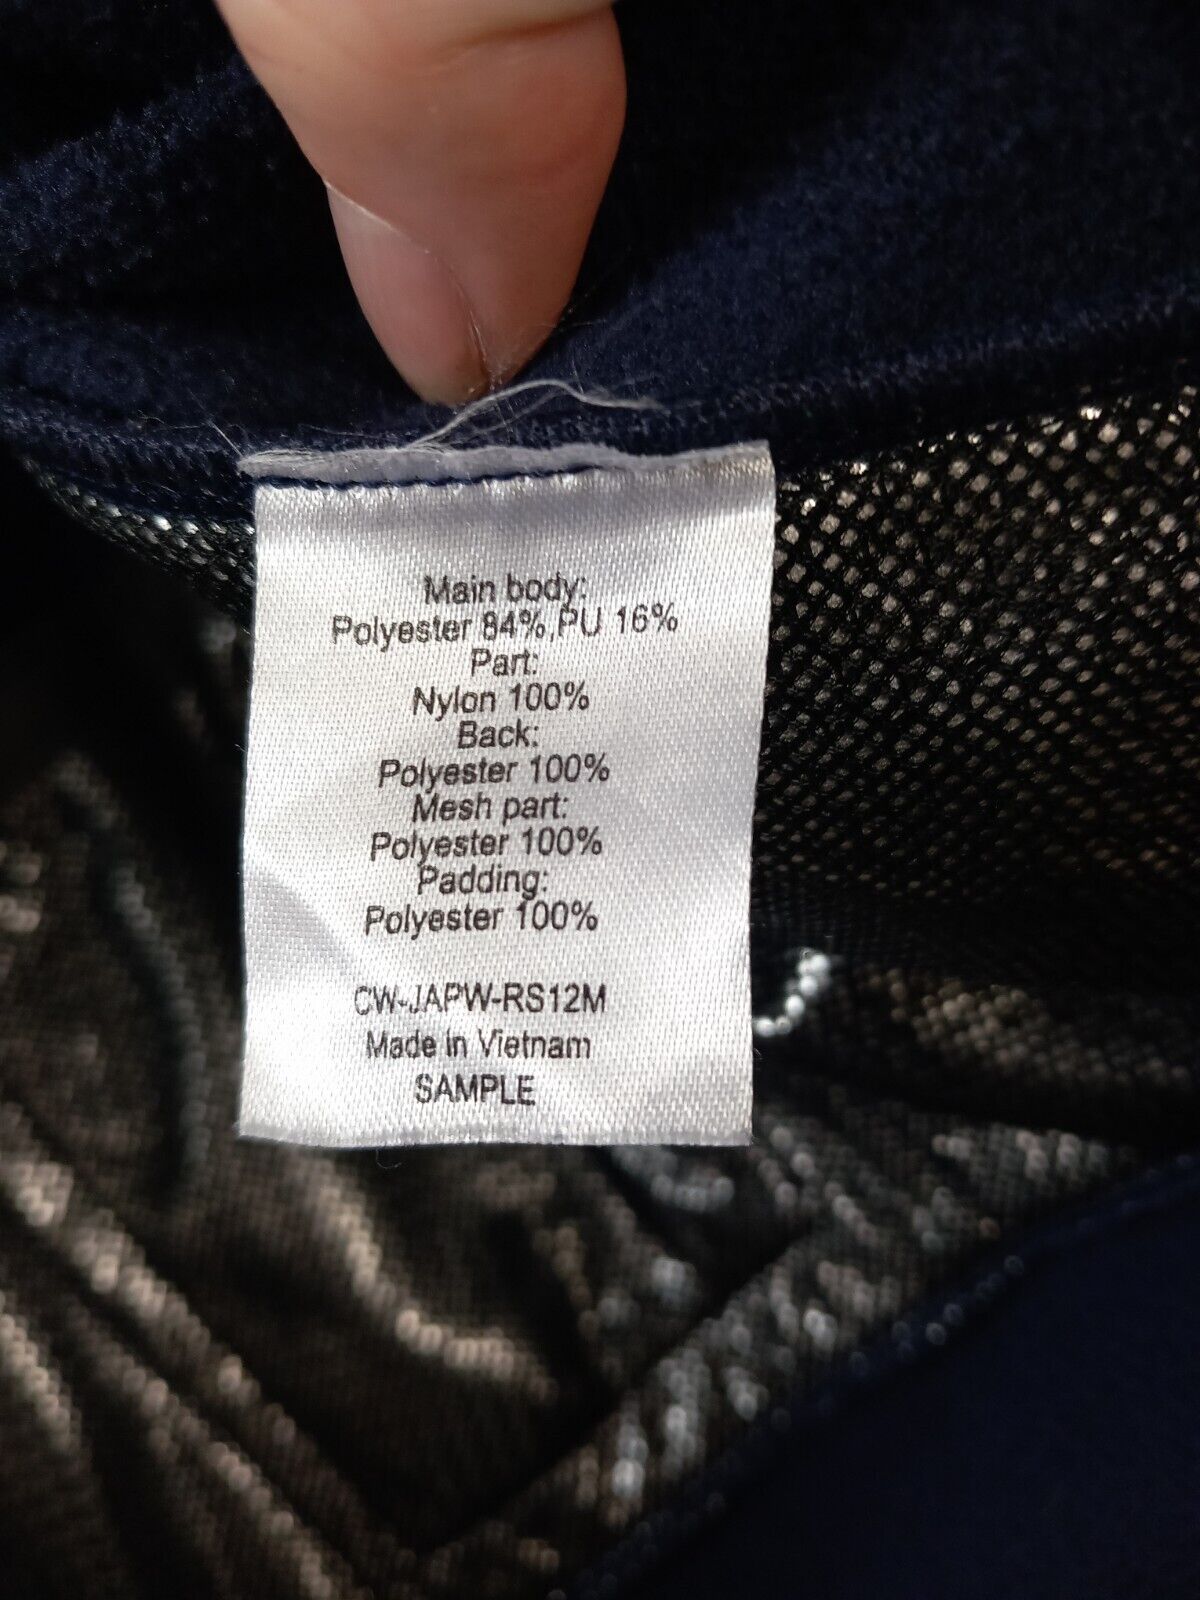 Main body:
Polyester 84%,PU 16%
Part:
Nylon 100%
Back:
Polyester 100%
Mesh part:
Polyester 100%
Padding:
Polyester 100%
CW-JAPW-RS12M
Made in Vietnam
SAMPLE